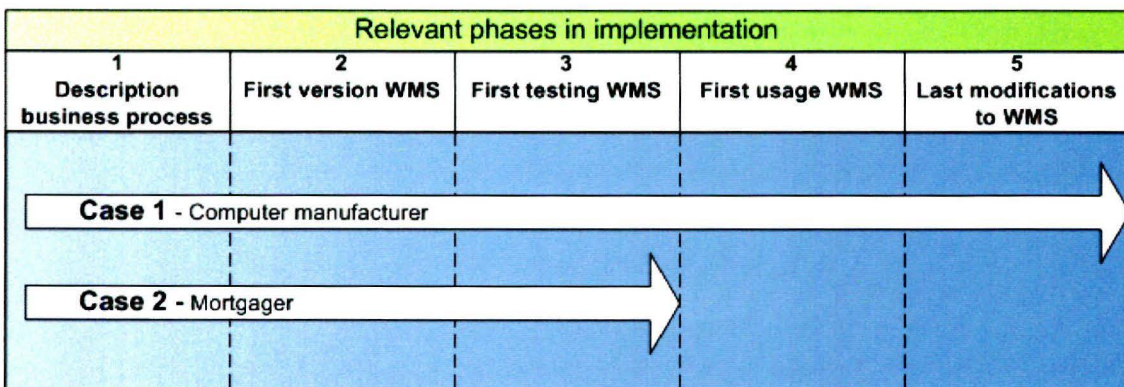 Relevant phases in implementation
1
Description
business process
2
First version WMS
3
First testing WMS
4
First usage WMS
5
Last modifications
to WMS
Case 1 - Computer manufacturer
Case 2 - Mortgager